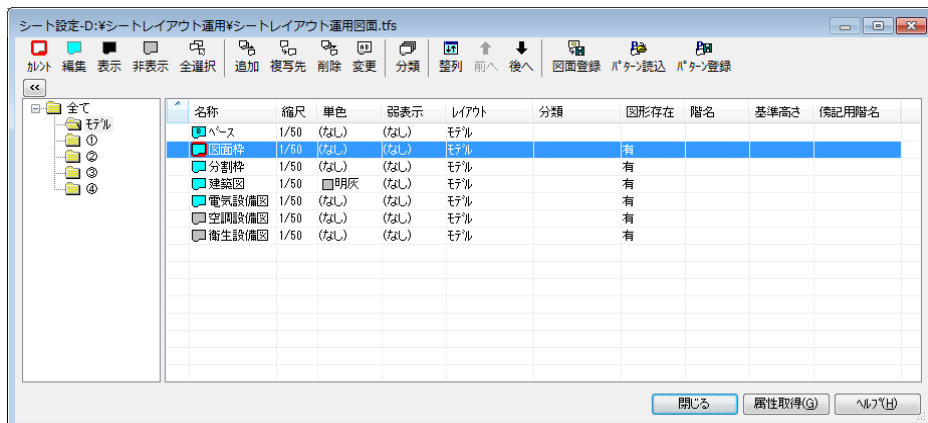 シート設定-D:¥シートレイアウト運用¥シートレイアウト運用図面.tfs
ｶﾚﾝﾄ 編集 表示 非表示 全選択 追加 複写先 削除 変更 分類 整列 前へ 後へ 図面登録 ﾊﾟﾀｰﾝ読込 ﾊﾟﾀｰﾝ登録
<<
全て
ﾓﾃﾞﾙ
①
②
③
④
名称 縮尺 単色 弱表示 ﾚｲｱｳﾄ 分類 図形存在 階名 基準高さ 傍記用階名
ﾍﾞｰｽ 1/50 (なし) (なし) ﾓﾃﾞﾙ
図面枠 1/50 (なし) (なし) ﾓﾃﾞﾙ 有
分割枠 1/50 (なし) (なし) ﾓﾃﾞﾙ 有
建築図 1/50 明灰 (なし) ﾓﾃﾞﾙ 有
電気設備図 1/50 (なし) (なし) ﾓﾃﾞﾙ 有
空調設備図 1/50 (なし) (なし) ﾓﾃﾞﾙ 有
衛生設備図 1/50 (なし) (なし) ﾓﾃﾞﾙ 有
閉じる 属性取得(G) ﾍﾙﾌﾟ(H)